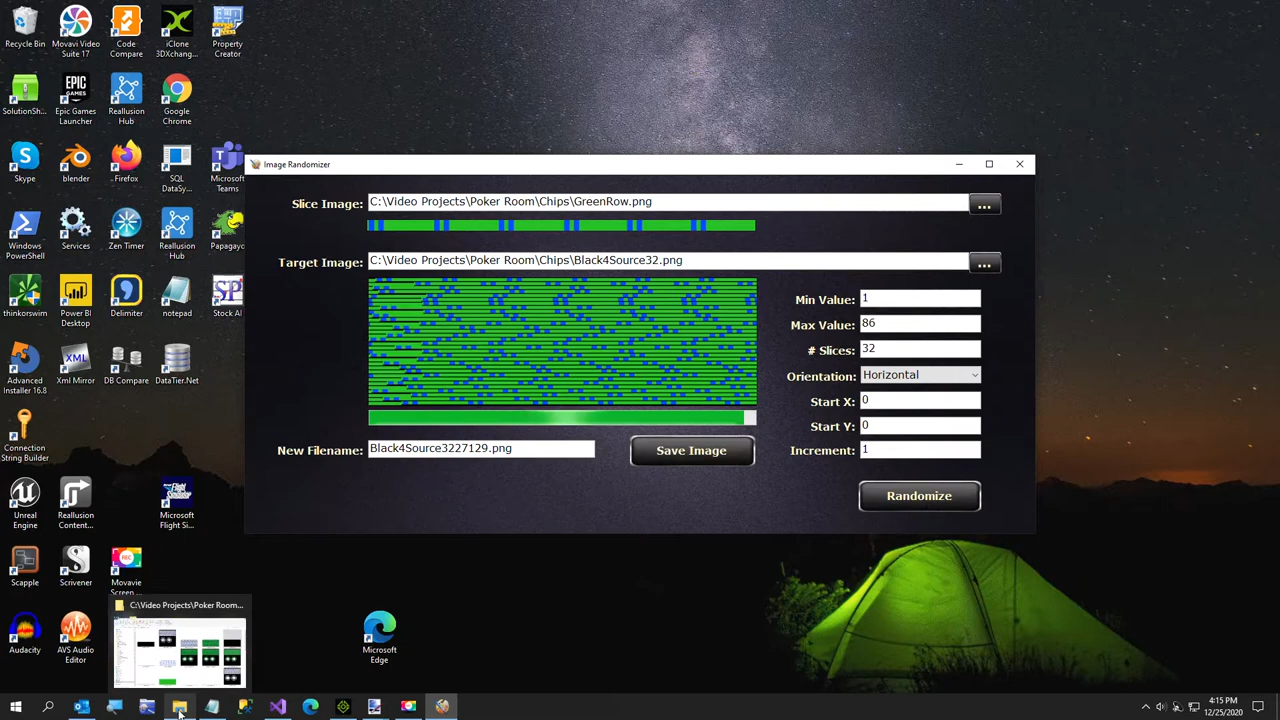 Recycle Bin
Movavi Video
Suite 17
Code
Compare
iClone
3DXchang...
Property
Creator
SolutionSh...
Epic Games
Launcher
Reallusion
Hub
Google
Chrome
Skype
blender
Firefox
SQL
DataSy...
Microsoft
Teams
Windows
PowerShell
Services
Zen Timer
Reallusion
Hub
Papagayo
tinkerswim
Power BI
Desktop
Delimiter
notepad
Stock AI
Advanced
Installer 16.8
Xml Mirror
DB Compare
DataTier.Net
Connection
String Builder
Unreal
Engine
Reallusion
Content...
Microsoft
Flight Si...
Scapple
Scrivener
Movavie
Screen...
Audacity
AVS Audio
Editor
Microsoft
Edge
Image Randomizer
Slice Image:
C:\Video Projects\Poker Room\Chips\GreenRow.png
...
Target Image:
C:\Video Projects\Poker Room\Chips\Black4Source32.png
...
Min Value:
1
Max Value:
86
Slices:
32
Orientation:
Horizontal
Start X:
0
Start Y:
0
Increment:
1
New Filename:
Black4Source3227129.png
Save Image
Randomize
C:\Video Projects\Poker Room...
4:15 PM
12/25/2020